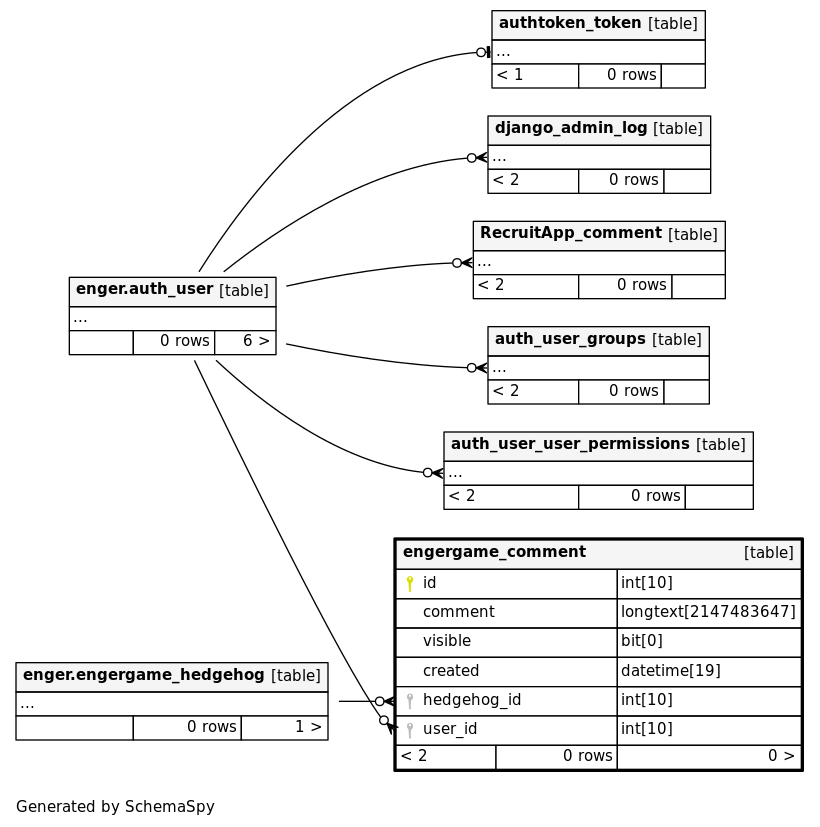 authtoken_token [table]
...
< 1 0 rows
django_admin_log [table]
...
< 2 0 rows
RecruitApp_comment [table]
...
< 2 0 rows
enger.auth_user [table]
...
0 rows 6 >
auth_user_groups [table]
...
< 2 0 rows
auth_user_user_permissions [table]
...
< 2 0 rows
engergame_comment [table]
id int[10]
comment longtext[2147483647]
visible bit[0]
created datetime[19]
hedgehog_id int[10]
user_id int[10]
< 2 0 rows 0 >
enger.engergame_hedgehog [table]
...
0 rows 1 >
Generated by SchemaSpy